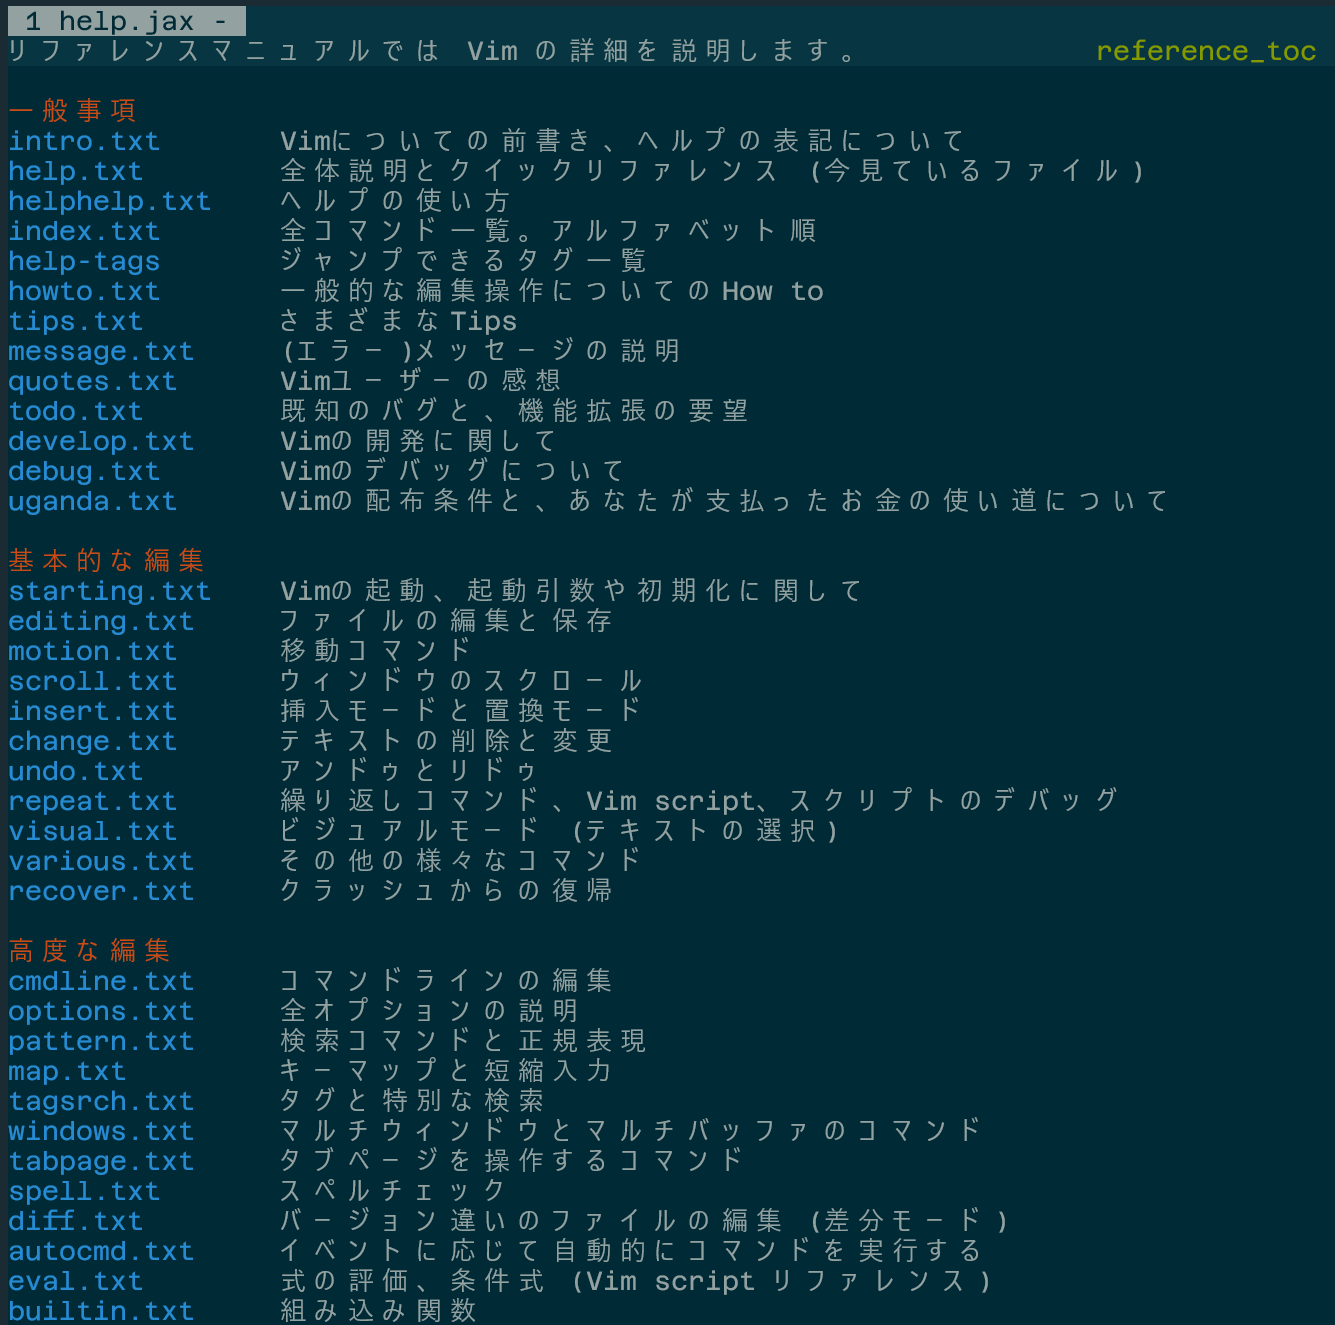 1 help.jax -
リファレンスマニュアルでは Vim の詳細を説明します。 reference_toc
一般事項
intro.txt Vimについての前書き、ヘルプの表記について
help.txt 全体説明とクイックリファレンス (今見ているファイル)
helphelp.txt ヘルプの使い方
index.txt 全コマンド一覧。アルファベット順
help-tags ジャンプできるタグ一覧
howto.txt 一般的な編集操作についてのHow to
tips.txt さまざまなTips
message.txt (エラー)メッセージの説明
quotes.txt Vimユーザーの感想
todo.txt 既知のバグと、機能拡張の要望
develop.txt Vimの開発に関して
debug.txt Vimのデバッグについて
uganda.txt Vimの配布条件と、あなたが支払ったお金の使い道について
基本的な編集
starting.txt Vimの起動、起動引数や初期化に関して
editing.txt ファイルの編集と保存
motion.txt 移動コマンド
scroll.txt ウィンドウのスクロール
insert.txt 挿入モードと置換モード
change.txt テキストの削除と変更
undo.txt アンドゥとリドゥ
repeat.txt 繰り返しコマンド、Vim script、スクリプトのデバッグ
visual.txt ビジュアルモード (テキストの選択)
various.txt その他の様々なコマンド
recover.txt クラッシュからの復帰
高度な編集
cmdline.txt コマンドラインの編集
options.txt 全オプションの説明
pattern.txt 検索コマンドと正規表現
map.txt キーマップと短縮入力
tagsrch.txt タグと特別な検索
windows.txt マルチウィンドウとマルチバッファのコマンド
tabpage.txt タブページを操作するコマンド
spell.txt スペルチェック
diff.txt バージョン違いのファイルの編集 (差分モード)
autocmd.txt イベントに応じて自動的にコマンドを実行する
eval.txt 式の評価、条件式 (Vim script リファレンス)
builtin.txt 組み込み関数